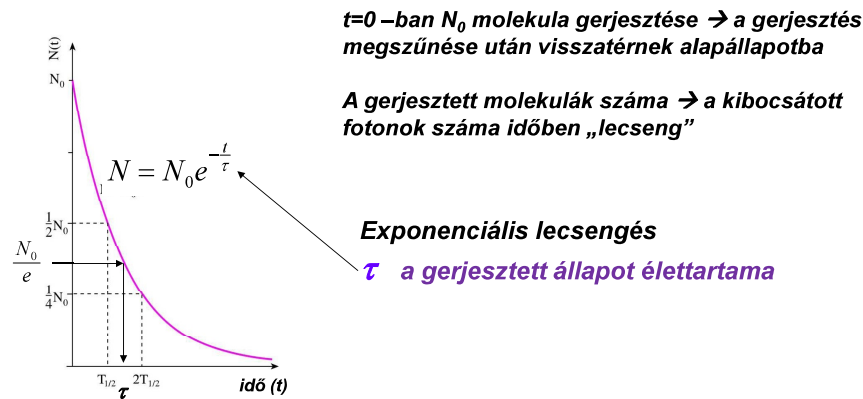 t=0 –ban N₀ molekula gerjesztése → a gerjesztés
megszűnése után visszatérnek alapállapotba
A gerjesztett molekulák száma → a kibocsátott
fotonok száma időben „lecseng”
N(t)
N₀
N = N₀e^(-t/τ)
½N₀
N₀/e
¼N₀
Exponenciális lecsengés
τ a gerjesztett állapot élettartama
T₁/₂ τ 2T₁/₂
idő (t)